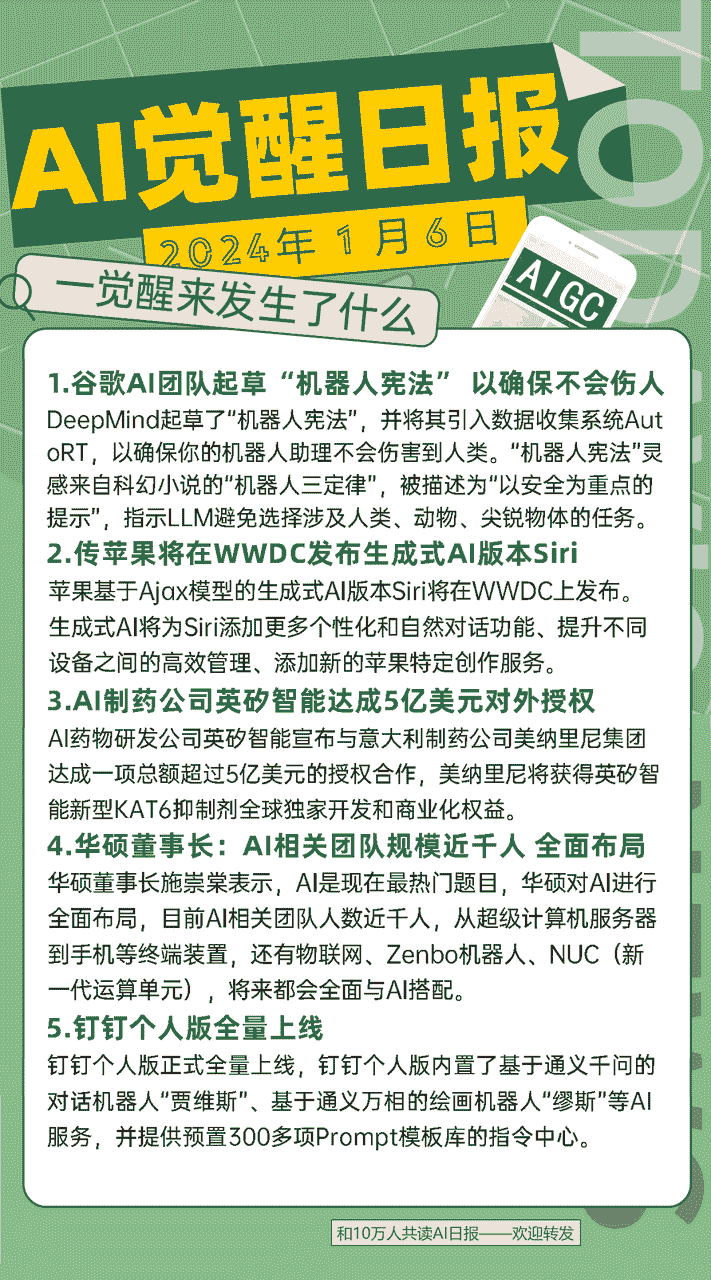 AI觉醒日报
2024年1月6日
一觉醒来发生了什么
AIGC
1.谷歌AI团队起草“机器人宪法” 以确保不会伤人
DeepMind起草了“机器人宪法”，并将其引入数据收集系统Aut
oRT，以确保你的机器人助理不会伤害到人类。“机器人宪法”灵
感来自科幻小说的“机器人三定律”，被描述为“以安全为重点的
提示”，指示LLM避免选择涉及人类、动物、尖锐物体的任务。
2.传苹果将在WWDC发布生成式AI版本Siri
苹果基于Ajax模型的生成式AI版本Siri将在WWDC上发布。
生成式AI将为Siri添加更多个性化和自然对话功能、提升不同
设备之间的高效管理、添加新的苹果特定创作服务。
3.AI制药公司英矽智能达成5亿美元对外授权
AI药物研发公司英矽智能宣布与意大利制药公司美纳里尼集团
达成一项总额超过5亿美元的授权合作，美纳里尼将获得英矽智
能新型KAT6抑制剂全球独家开发和商业化权益。
4.华硕董事长：AI相关团队规模近千人 全面布局
华硕董事长施崇棠表示，AI是现在最热门题目，华硕对AI进行
全面布局，目前AI相关团队人数近千人，从超级计算机服务器
到手机等终端装置，还有物联网、Zenbo机器人、NUC（新
一代运算单元），将来都会全面与AI搭配。
5.钉钉个人版全量上线
钉钉个人版正式全量上线，钉钉个人版内置了基于通义千问的
对话机器人“贾维斯”、基于通义万相的绘画机器人“缪斯”等AI
服务，并提供预置300多项Prompt模板库的指令中心。
和10万人共读AI日报——欢迎转发